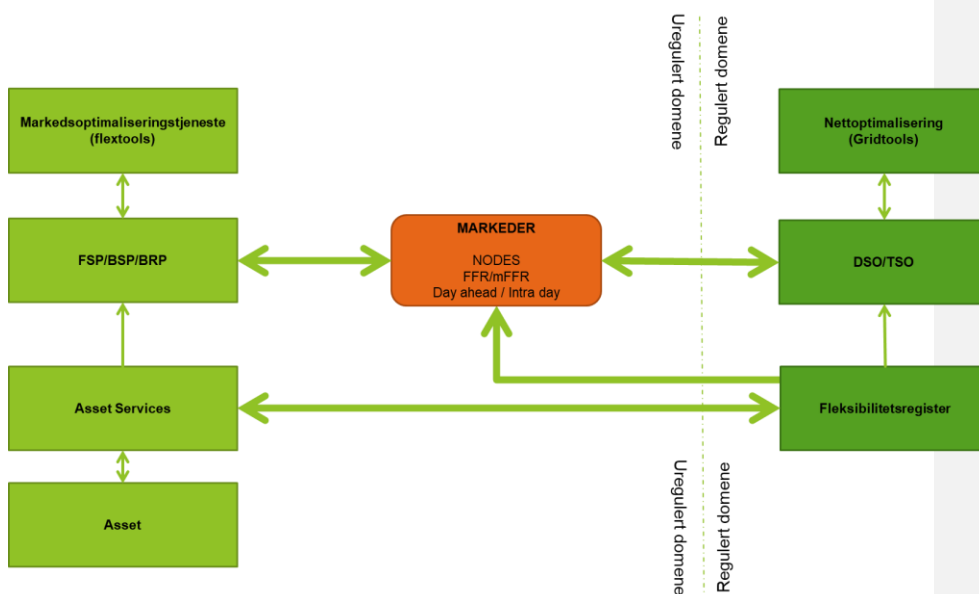 Uregulert domene
Regulert domene
Markedsoptimaliseringstjeneste
(flextools)
Nettoptimalisering
(Gridtools)
FSP/BSP/BRP
MARKEDER
NODES
FFR/mFFR
Day ahead / Intra day
DSO/TSO
Asset Services
Fleksibilitetsregister
Asset
Uregulert domene
Regulert domene